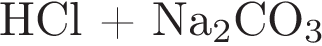 HCl + Na₂CO₃